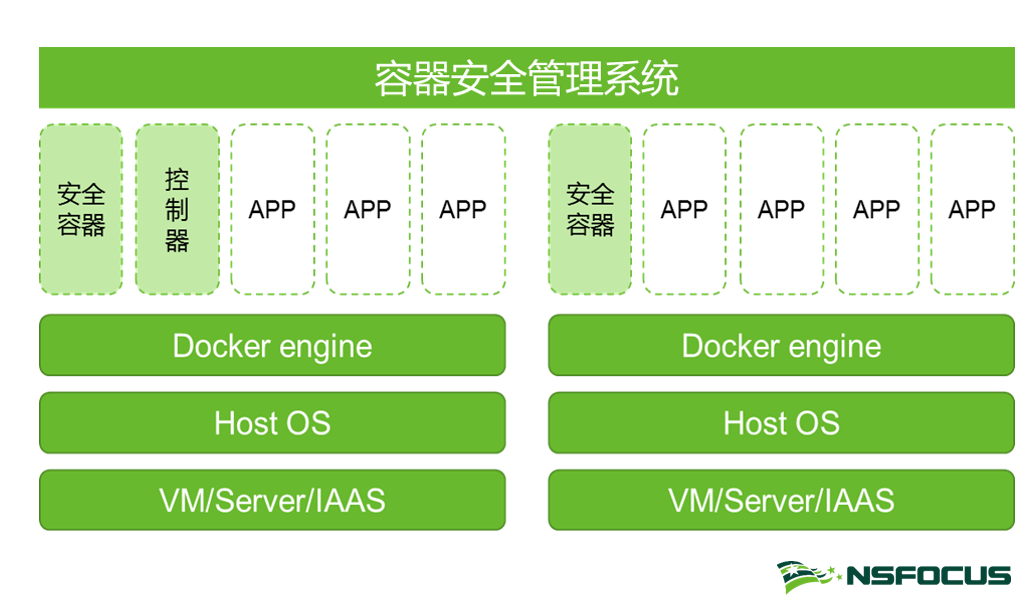 容器安全管理系统
安全
容器
控
制
器
APP
APP
APP
安全
容器
APP
APP
APP
APP
Docker engine
Docker engine
Host OS
Host OS
VM/Server/IAAS
VM/Server/IAAS
NSFOCUS